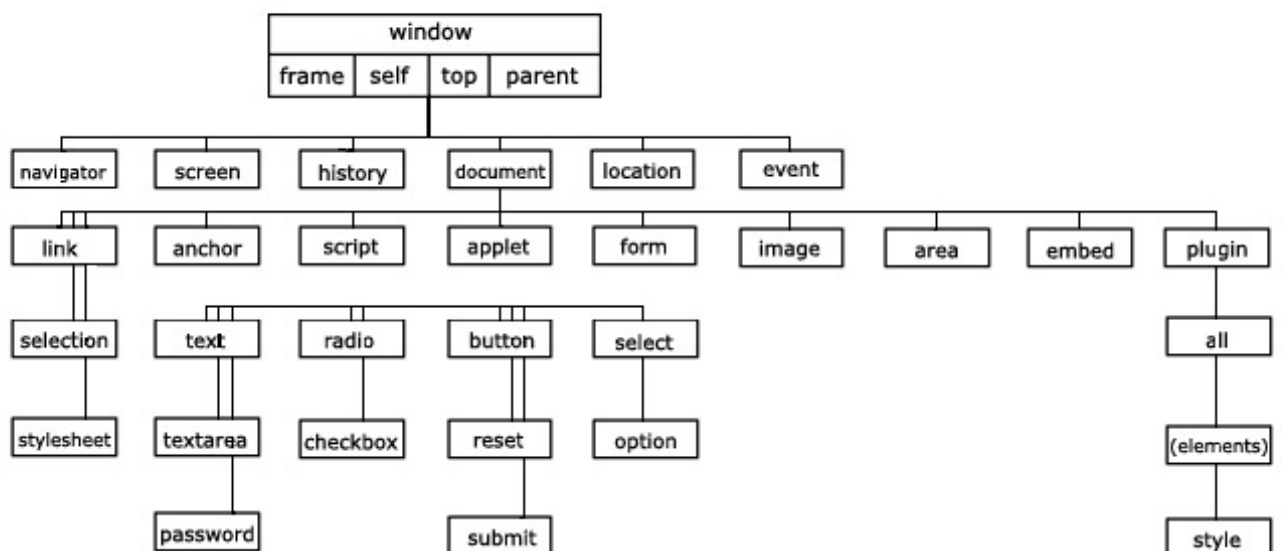 window
frame self top parent
navigator screen history document location event
link anchor script applet form image area embed plugin
selection text radio button select all
stylesheet textarea checkbox reset option (elements)
password submit style